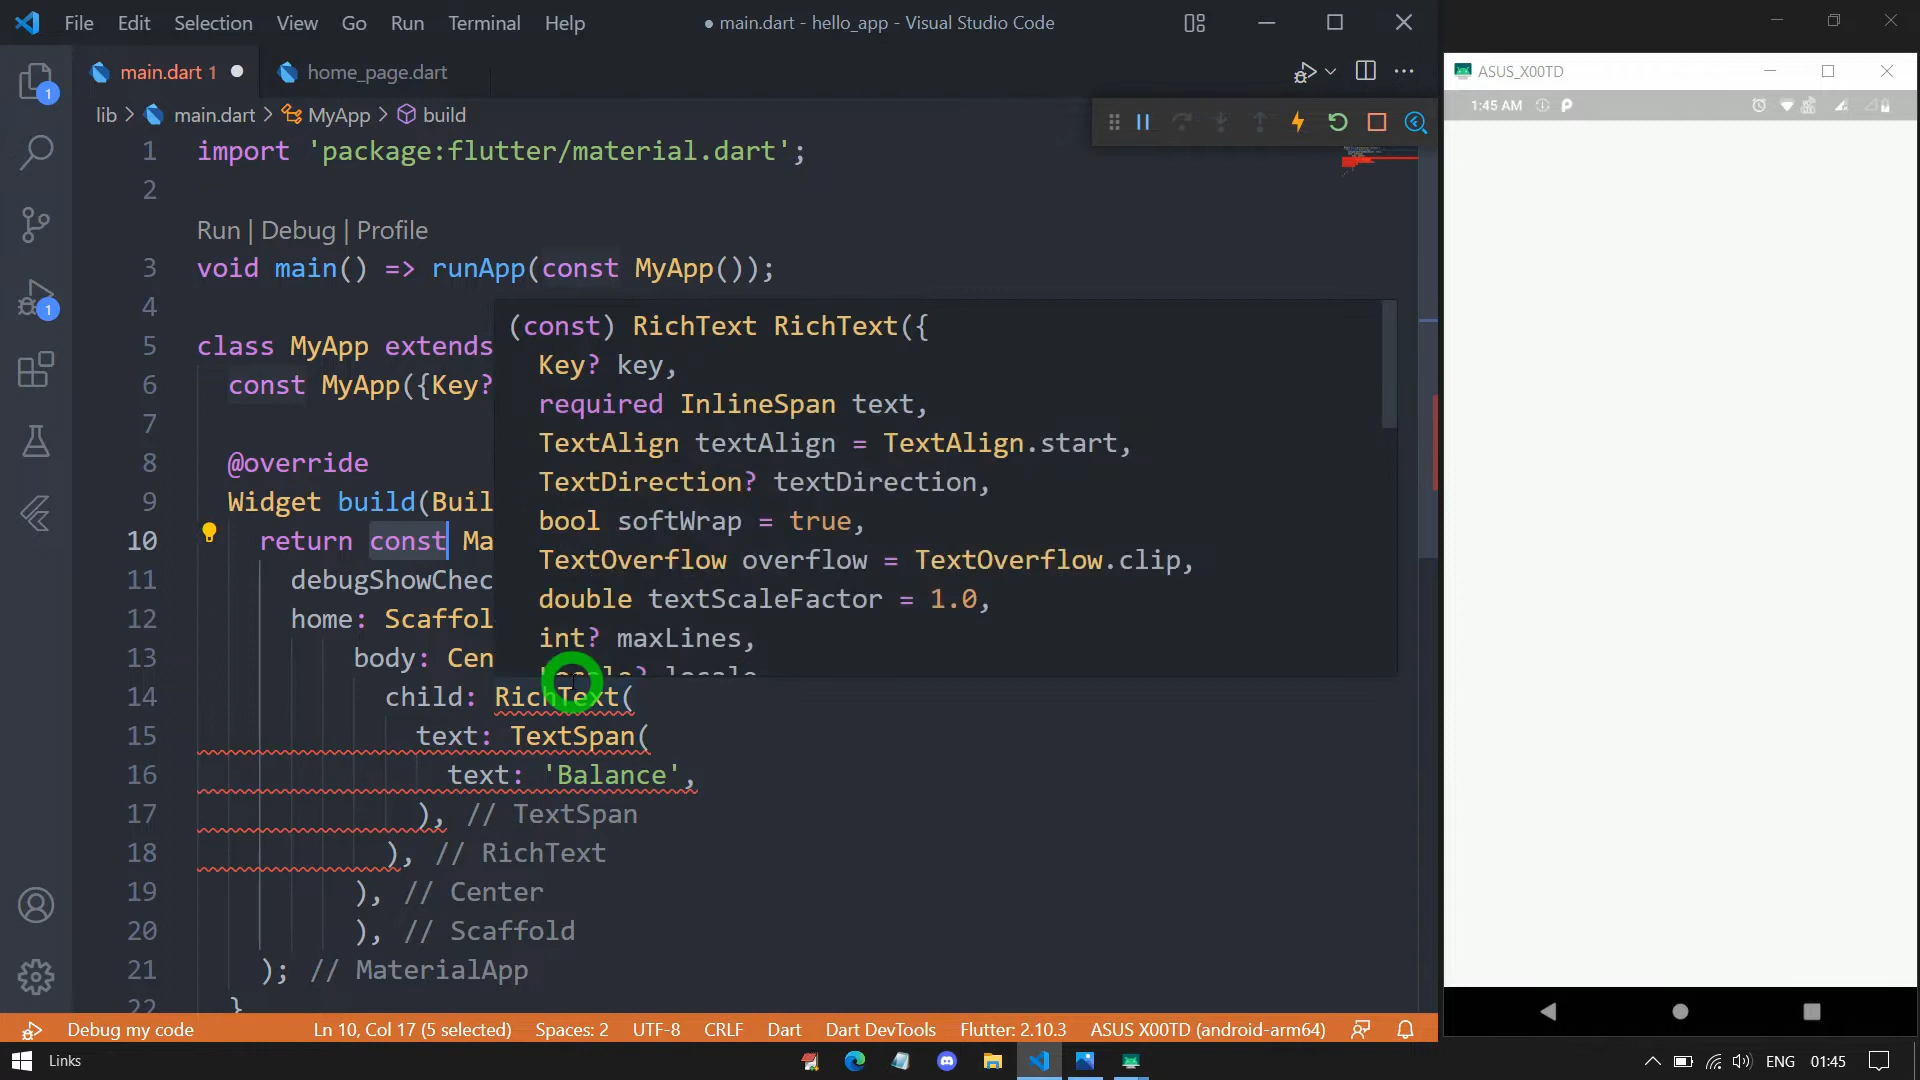 File Edit Selection View Go Run Terminal Help
● main.dart - hello_app - Visual Studio Code
main.dart 1 ●
home_page.dart
lib > main.dart > MyApp > build
1 import 'package:flutter/material.dart';
2
Run | Debug | Profile
3 void main() => runApp(const MyApp());
4
5 class MyApp extends
6 const MyApp({Key?
7
8 @override
9 Widget build(Buil
10 return const Ma
11 debugShowChec
12 home: Scaffol
13 body: Cen
14 child: RichText(
15 text: TextSpan(
16 text: 'Balance',
17 ), // TextSpan
18 ), // RichText
19 ), // Center
20 ), // Scaffold
21 ); // MaterialApp
22 }
(const) RichText RichText({
Key? key,
required InlineSpan text,
TextAlign textAlign = TextAlign.start,
TextDirection? textDirection,
bool softWrap = true,
TextOverflow overflow = TextOverflow.clip,
double textScaleFactor = 1.0,
int? maxLines,
1
1
ASUS_X00TD
1:45 AM
Debug my code
Ln 10, Col 17 (5 selected) Spaces: 2 UTF-8 CRLF Dart Dart DevTools Flutter: 2.10.3 ASUS X00TD (android-arm64)
Links
ENG 01:45